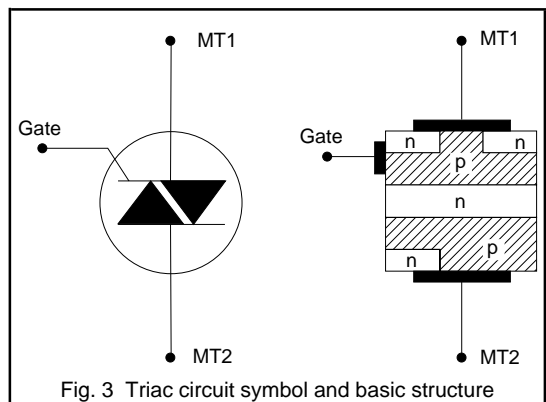 MT1
MT1
Gate
Gate
n
n
p
n
p
n
MT2
MT2
Fig. 3 Triac circuit symbol and basic structure